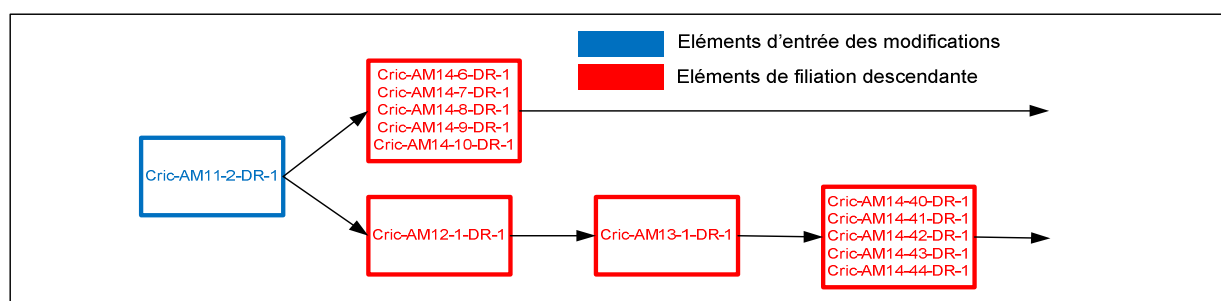 Eléments d'entrée des modifications
Eléments de filiation descendante
Cric-AM14-6-DR-1
Cric-AM14-7-DR-1
Cric-AM14-8-DR-1
Cric-AM14-9-DR-1
Cric-AM14-10-DR-1
Cric-AM11-2-DR-1
Cric-AM12-1-DR-1
Cric-AM13-1-DR-1
Cric-AM14-40-DR-1
Cric-AM14-41-DR-1
Cric-AM14-42-DR-1
Cric-AM14-43-DR-1
Cric-AM14-44-DR-1